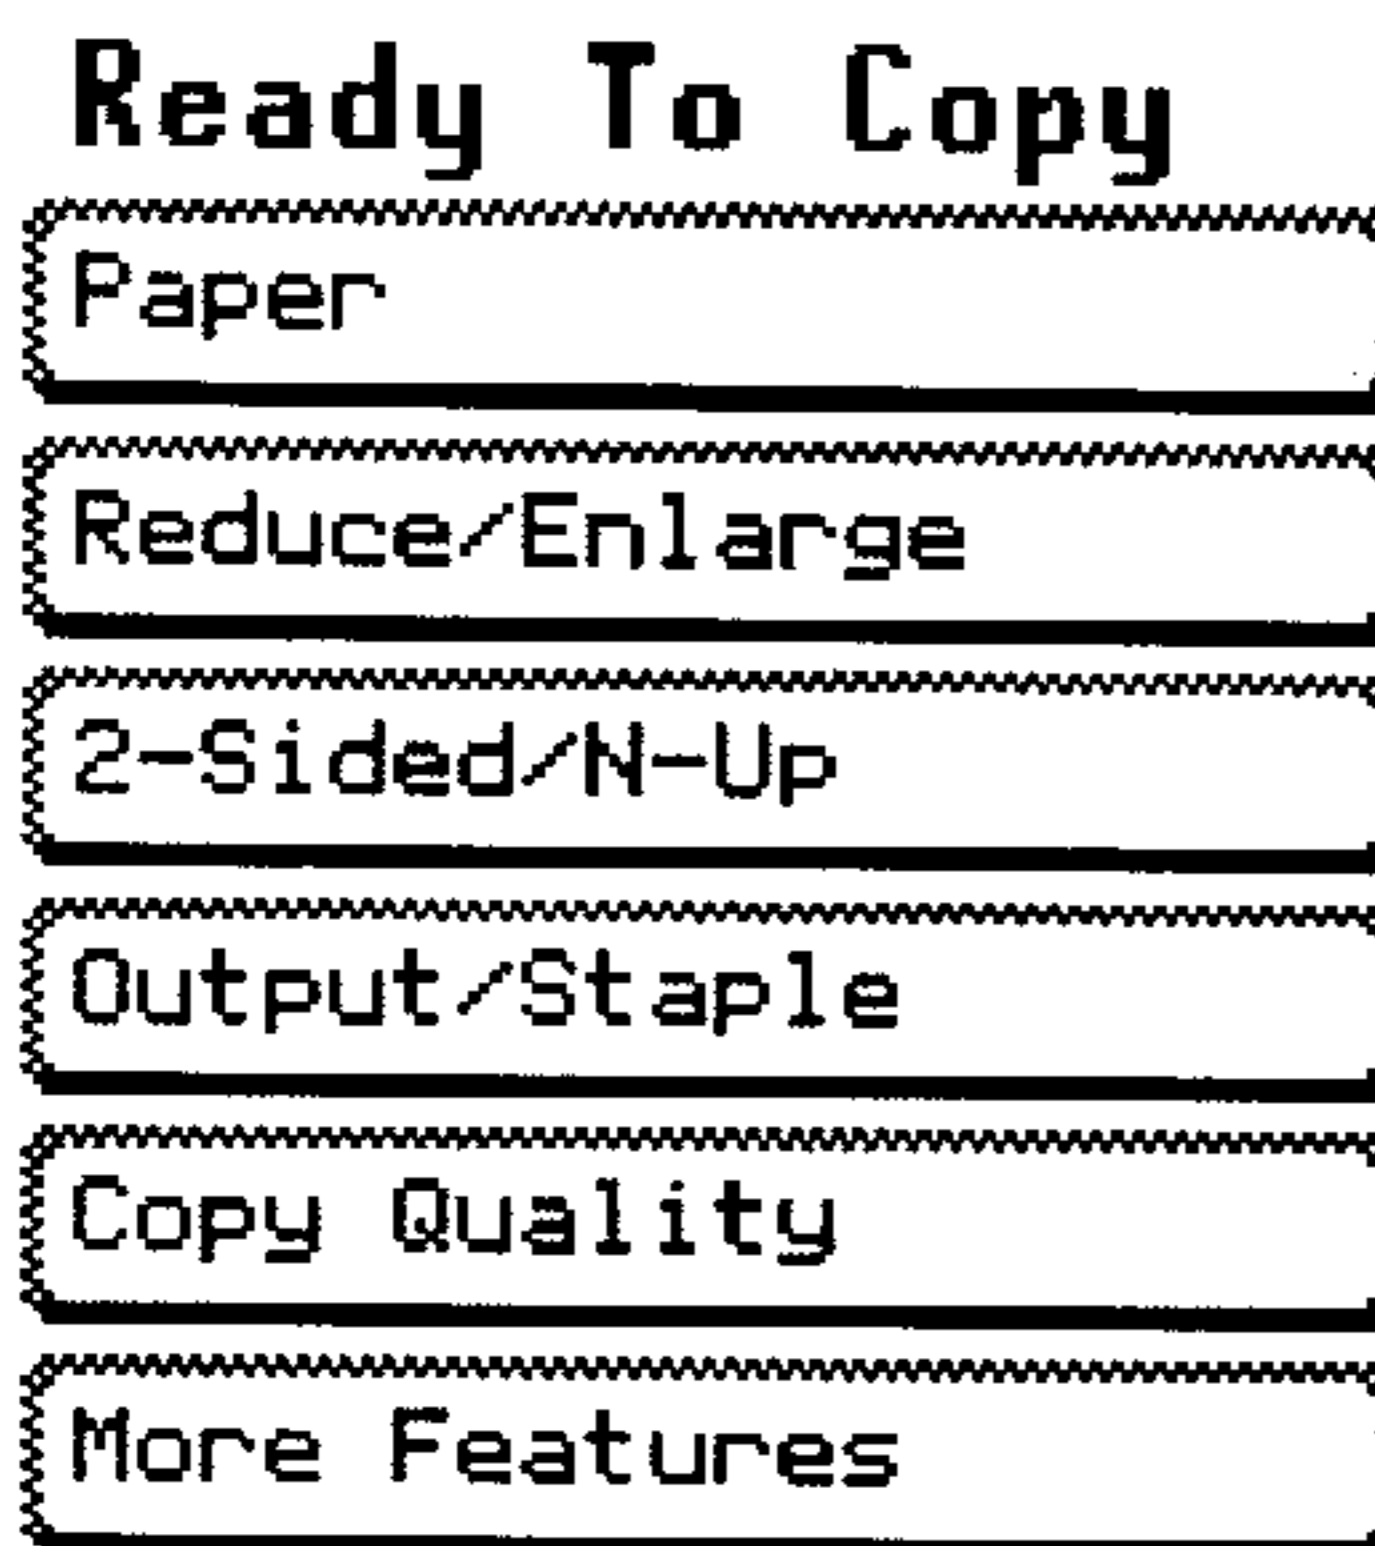 Ready To Copy
Paper
Reduce/Enlarge
2-Sided/N-Up
Output/Staple
Copy Quality
More Features